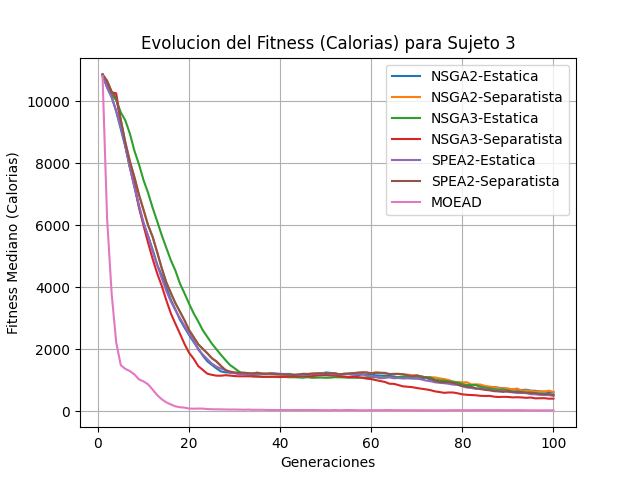 Evolucion del Fitness (Calorias) para Sujeto 3
Fitness Mediano (Calorias)
10000
8000
6000
4000
2000
0
NSGA2-Estatica
NSGA2-Separatista
NSGA3-Estatica
NSGA3-Separatista
SPEA2-Estatica
SPEA2-Separatista
MOEAD
0 20 40 60 80 100
Generaciones